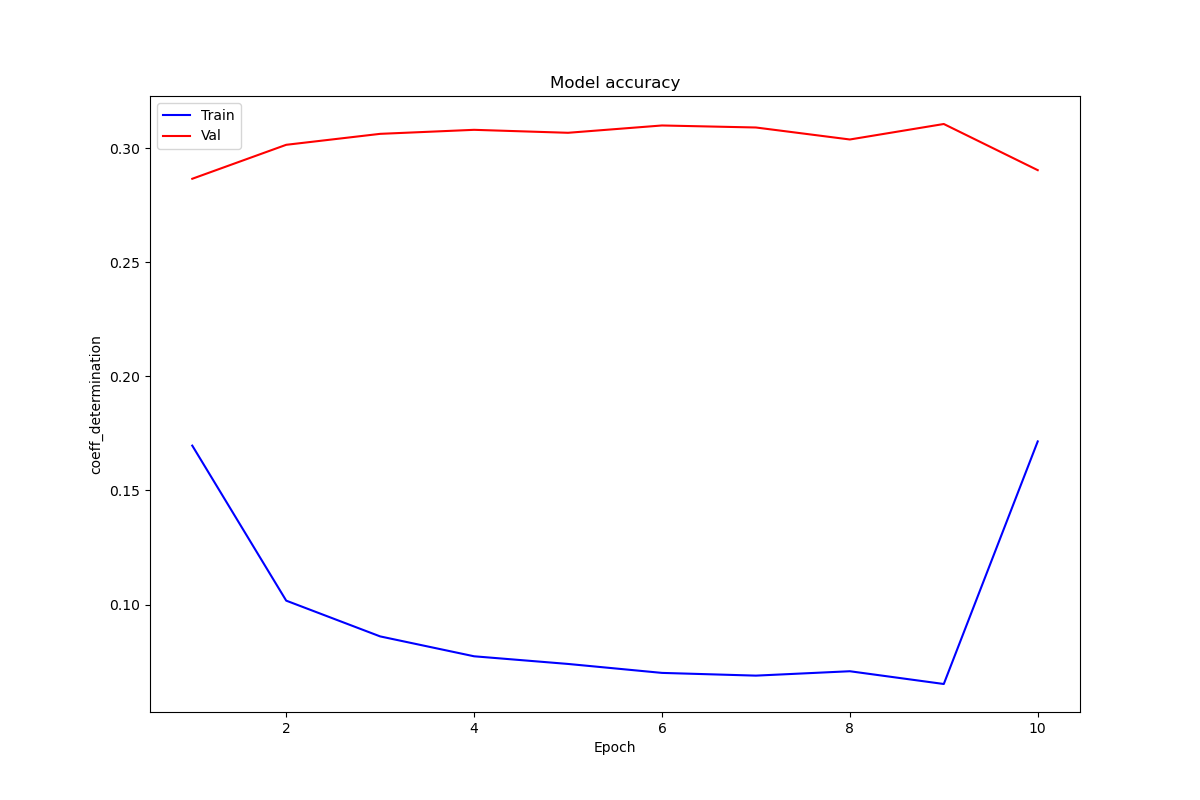 Model accuracy
Train
Val
0.30
0.25
0.20
0.15
0.10
coeff_determination
2
4
6
8
10
Epoch